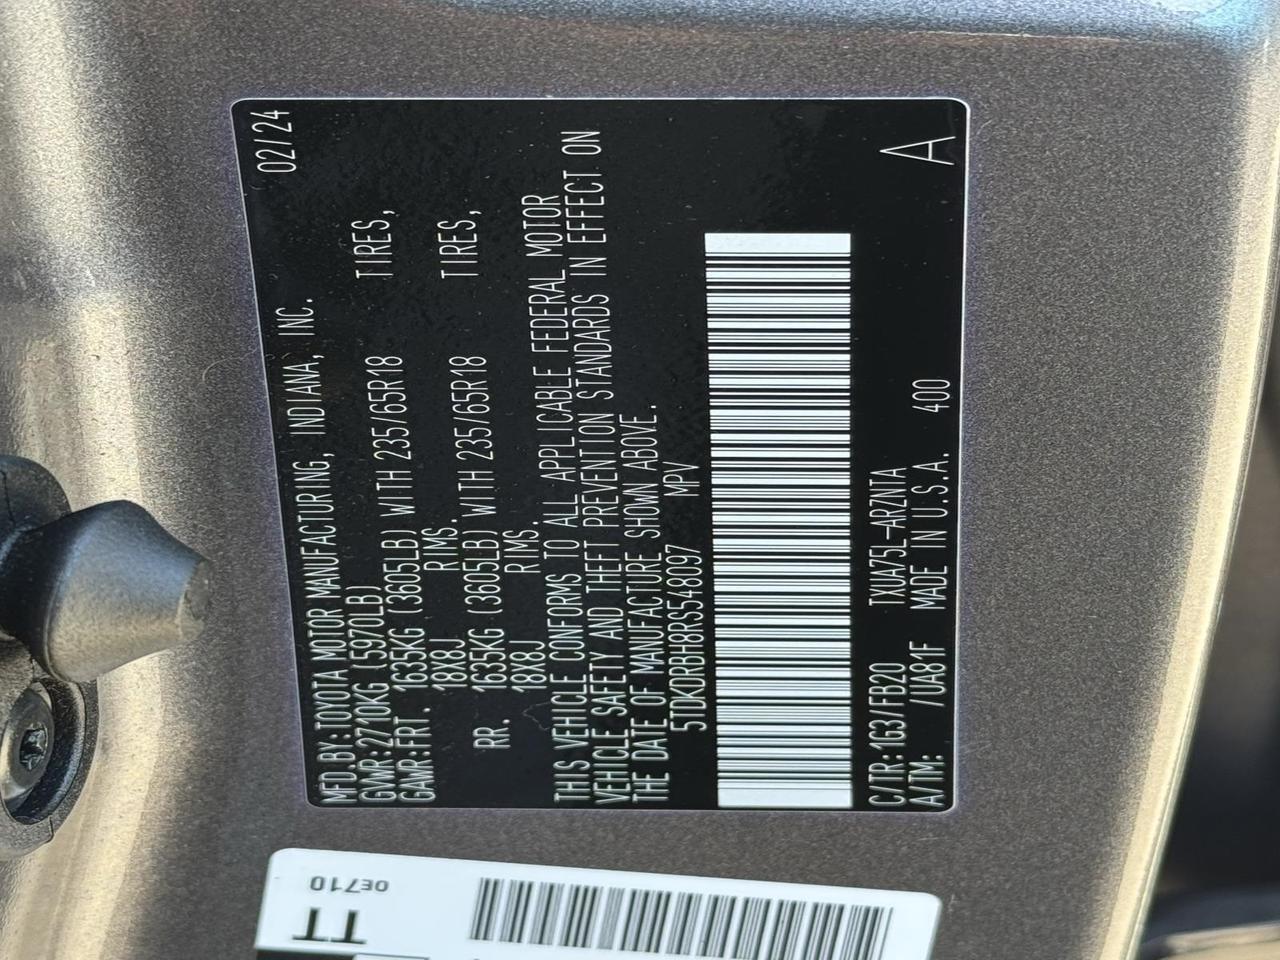 02/24
MFD.BY:TOYOTA MOTOR MANUFACTURING, INDIANA, INC.
GVWR:2710KG (5970LB)
GAWR:FRT. 1635KG (3605LB) WITH 235/65R18 TIRES,
18X8J RIMS.
RR. 1635KG (3605LB) WITH 235/65R18 TIRES,
18X8J RIMS.
THIS VEHICLE CONFORMS TO ALL APPLICABLE FEDERAL MOTOR
VEHICLE SAFETY AND THEFT PREVENTION STANDARDS IN EFFECT ON
THE DATE OF MANUFACTURE SHOWN ABOVE.
5TDKDRBH8RS548097 MPV
C/TR:1G3/FB20 TXUA75L-ARZNTA
A/TM: /UA81F MADE IN U.S.A. 400
A
0E710
TT